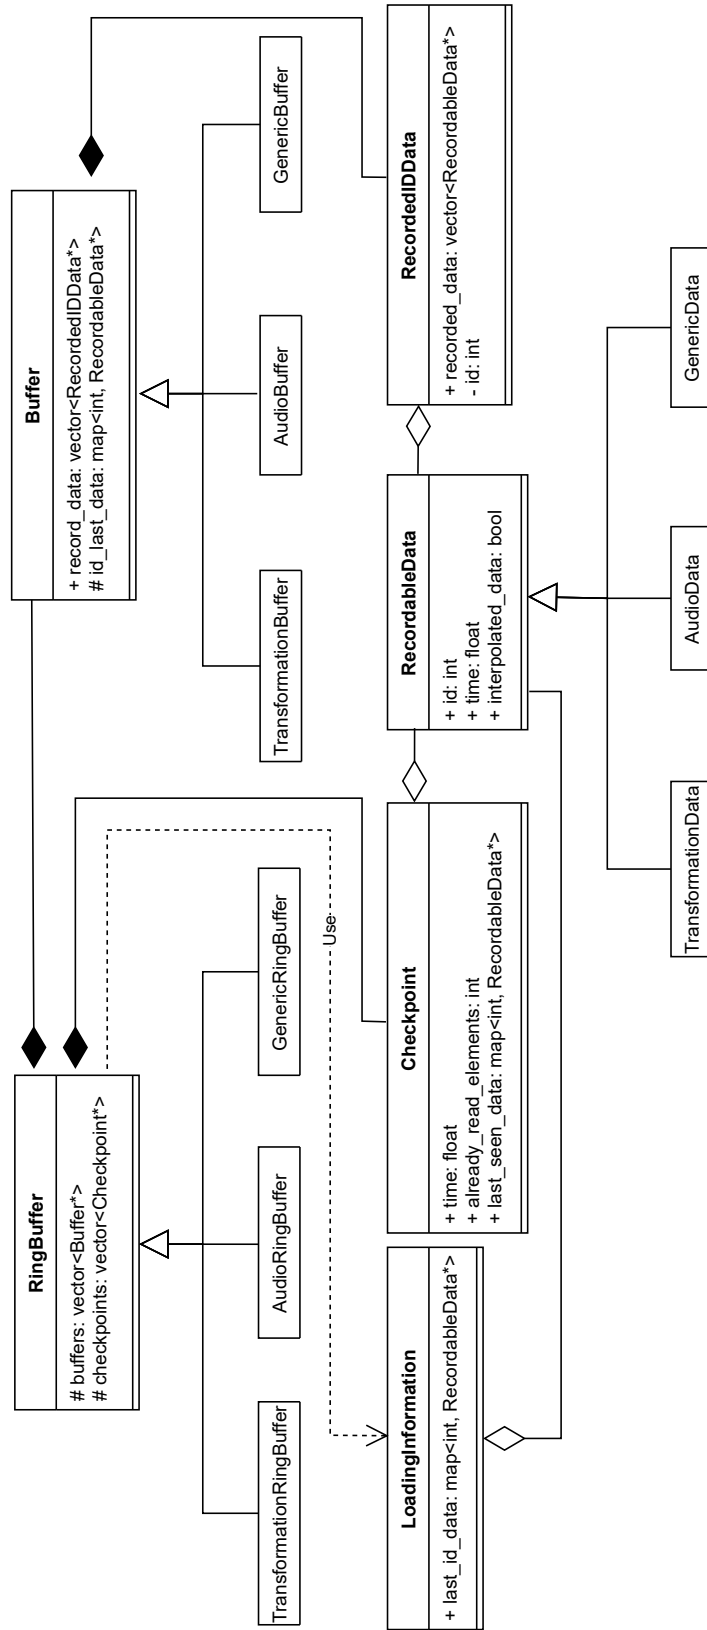 RingBuffer
# buffers: vector<Buffer*>
# checkpoints: vector<Checkpoint*>
Buffer
+ record_data: vector<RecordedIDData*>
# id_last_data: map<int, RecordableData*>
TransformationRingBuffer
AudioRingBuffer
GenericRingBuffer
TransformationBuffer
AudioBuffer
GenericBuffer
Use
LoadingInformation
+ last_id_data: map<int, RecordableData*>
Checkpoint
+ time: float
+ already_read_elements: int
+ last_seen_data: map<int, RecordableData*>
RecordableData
+ id: int
+ time: float
+ interpolated_data: bool
RecordedIDData
+ recorded_data: vector<RecordableData*>
- id: int
TransformationData
AudioData
GenericData